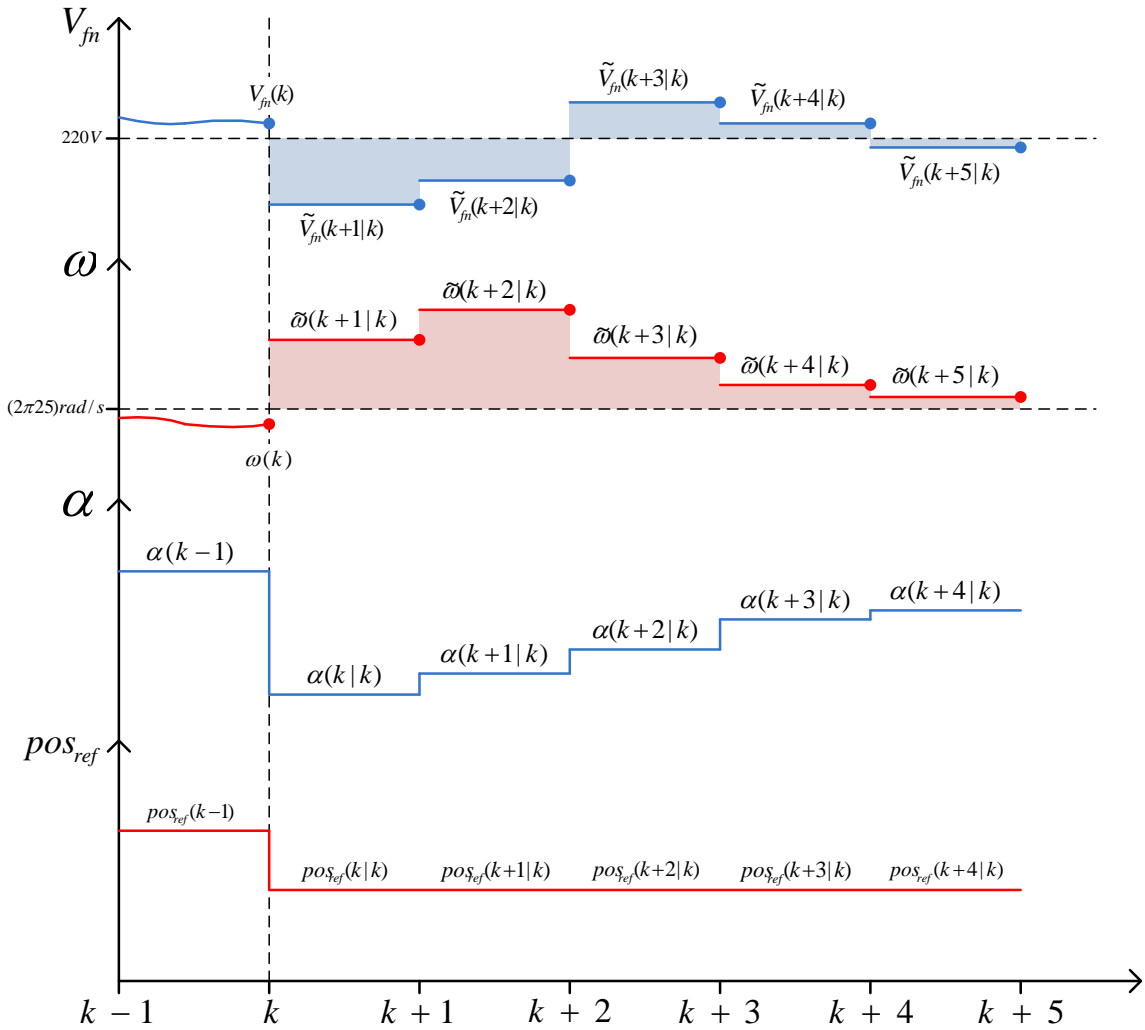 V_fn
V_fn(k)
Ṽ_fn(k+3|k)
Ṽ_fn(k+4|k)
220V
Ṽ_fn(k+5|k)
Ṽ_fn(k+2|k)
Ṽ_fn(k+1|k)
ω
ω̃(k+2|k)
ω̃(k+1|k)
ω̃(k+3|k)
ω̃(k+4|k)
ω̃(k+5|k)
(2π25)rad/s
ω(k)
α
α(k−1)
α(k|k)
α(k+1|k)
α(k+2|k)
α(k+3|k)
α(k+4|k)
pos_ref
pos_ref(k−1)
pos_ref(k|k)
pos_ref(k+1|k)
pos_ref(k+2|k)
pos_ref(k+3|k)
pos_ref(k+4|k)
k−1 k k+1 k+2 k+3 k+4 k+5